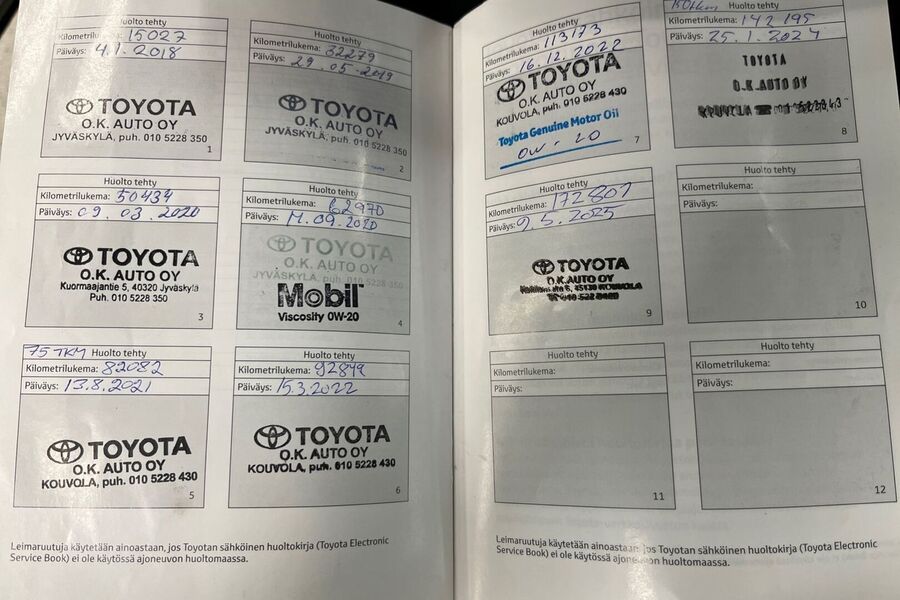 Huolto tehty
Kilometrilukema: 15027
Päiväys: 4.1.2018
TOYOTA
O.K. AUTO OY
JYVÄSKYLÄ, puh. 010 5228 350
1
Huolto tehty
Kilometrilukema: 32279
Päiväys: 29.05-2019
TOYOTA
O.K. AUTO OY
JYVÄSKYLÄ, puh. 010 5228 350
2
Huolto tehty
Kilometrilukema: 50434
Päiväys: 09.03.2020
TOYOTA
O.K. AUTO OY
Kuormaajantie 5, 40320 Jyväskylä
Puh. 010 5228 350
3
Huolto tehty
Kilometrilukema: 62970
Päiväys: 11.09.2020
TOYOTA
O.K. AUTO OY
JYVÄSKYLÄ, puh. 010 5228 350
Mobil
Viscosity 0W-20
4
75 TKM Huolto tehty
Kilometrilukema: 82082
Päiväys: 13.8.2021
TOYOTA
O.K. AUTO OY
KOUVOLA, puh. 010 5228 430
5
Huolto tehty
Kilometrilukema: 92849
Päiväys: 15.3.2022
TOYOTA
O.K. AUTO OY
KOUVOLA, puh. 010 5228 430
6
Leimaruutuja käytetään ainoastaan, jos Toyotan sähköinen huoltokirja (Toyota Electronic
Service Book) ei ole käytössä ajoneuvon huoltomaassa.
Huolto tehty
Kilometrilukema: 113173
Päiväys: 16.12.2022
TOYOTA
O.K. AUTO OY
KOUVOLA, puh. 010 5228 430
Toyota Genuine Motor Oil
0W-20
7
Huolto tehty
Kilometrilukema: 142195
Päiväys: 25.1.2024
TOYOTA
O.K.AUTO OY
KOUVOLA
8
Huolto tehty
Kilometrilukema: 172801
Päiväys: 9.5.2025
TOYOTA
O.K.AUTO OY
KOUVOLA
9
Huolto tehty
Kilometrilukema:
Päiväys:
10
Huolto tehty
Kilometrilukema:
Päiväys:
11
Huolto tehty
Kilometrilukema:
Päiväys:
12
Leimaruutuja käytetään ainoastaan, jos Toyotan sähköinen huoltokirja (Toyota Electronic
Service Book) ei ole käytössä ajoneuvon huoltomaassa.